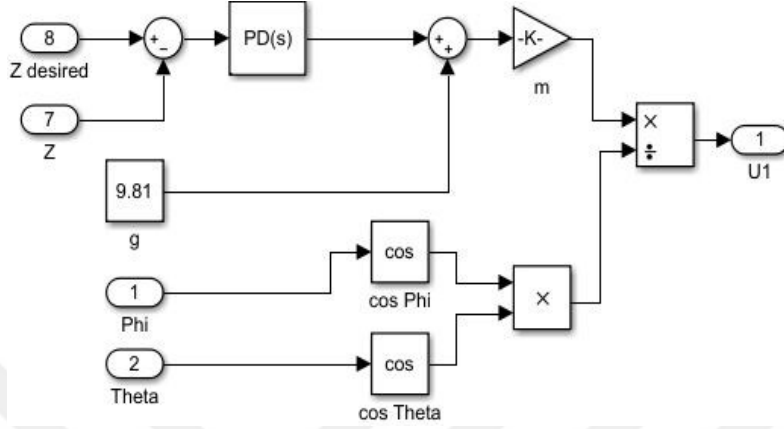 8
Z desired
+
−
PD(s)
+
+
-K-
m
7
Z
×
÷
1
U1
9.81
g
1
Phi
cos
cos Phi
×
2
Theta
cos
cos Theta